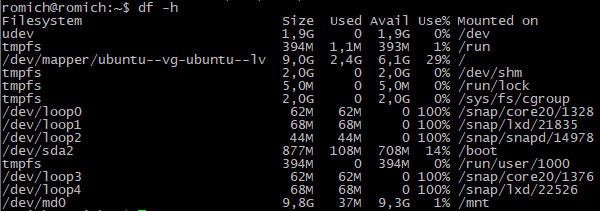 romich@romich:~$ df -h
Filesystem Size Used Avail Use% Mounted on
udev 1,9G 0 1,9G 0% /dev
tmpfs 394M 1,1M 393M 1% /run
/dev/mapper/ubuntu--vg-ubuntu--lv 9,0G 2,4G 6,1G 29% /
tmpfs 2,0G 0 2,0G 0% /dev/shm
tmpfs 5,0M 0 5,0M 0% /run/lock
tmpfs 2,0G 0 2,0G 0% /sys/fs/cgroup
/dev/loop0 62M 62M 0 100% /snap/core20/1328
/dev/loop1 68M 68M 0 100% /snap/lxd/21835
/dev/loop2 44M 44M 0 100% /snap/snapd/14978
/dev/sda2 877M 108M 708M 14% /boot
tmpfs 394M 0 394M 0% /run/user/1000
/dev/loop3 62M 62M 0 100% /snap/core20/1376
/dev/loop4 68M 68M 0 100% /snap/lxd/22526
/dev/md0 9,8G 37M 9,3G 1% /mnt